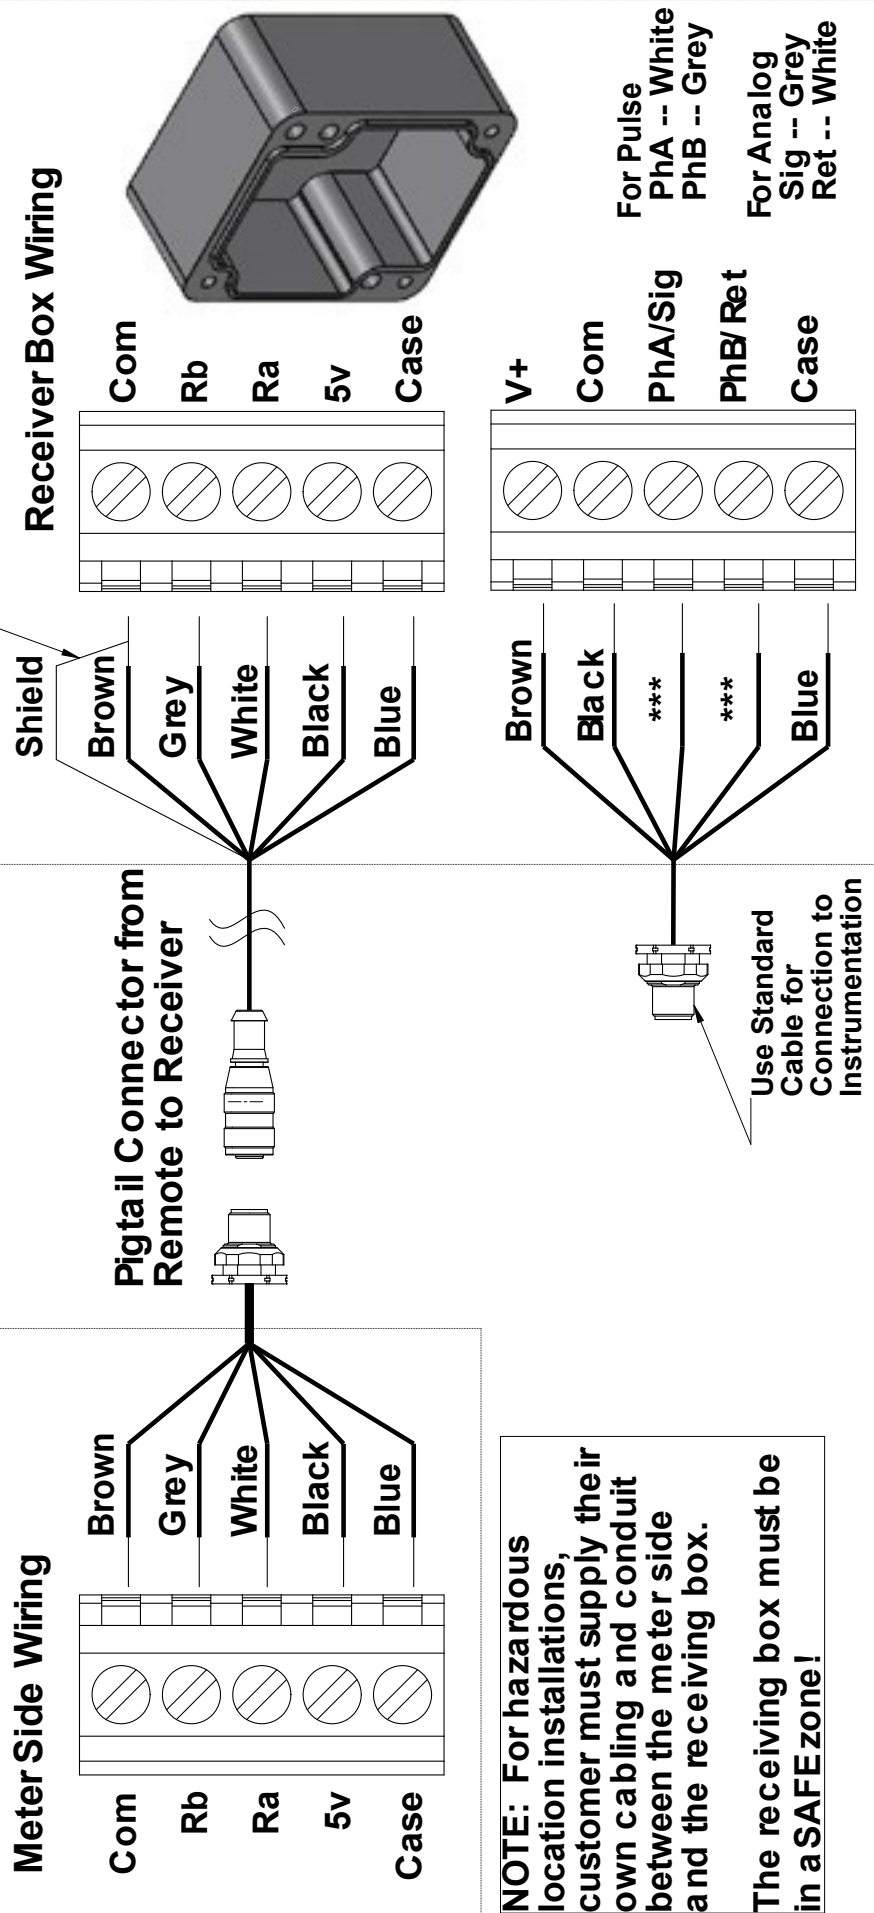 Meter Side Wiring
Com
Rb
Ra
5v
Case
Brown
Grey
White
Black
Blue
Pigtail Connector from
Remote to Receiver
Receiver Box Wiring
Shield
Brown
Grey
White
Black
Blue
Com
Rb
Ra
5v
Case
NOTE: For hazardous
location installations,
customer must supply their
own cabling and conduit
between the meter side
and the receiving box.
The receiving box must be
in a SAFE zone!
Use Standard
Cable for
Connection to
Instrumentation
Brown
Black
***
***
Blue
V+
Com
PhA/Sig
PhB/Ret
Case
For Pulse
PhA -- White
PhB -- Grey
For Analog
Sig -- Grey
Ret -- White